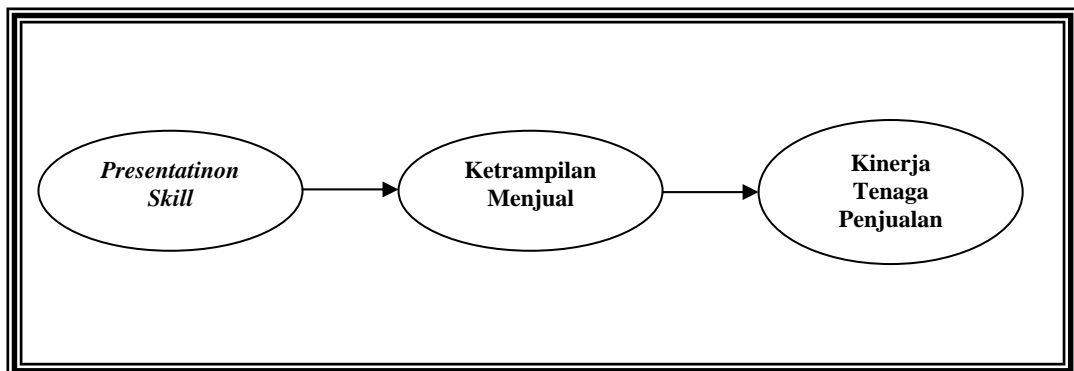 Presentatinon
Skill
Ketrampilan
Menjual
Kinerja
Tenaga
Penjualan